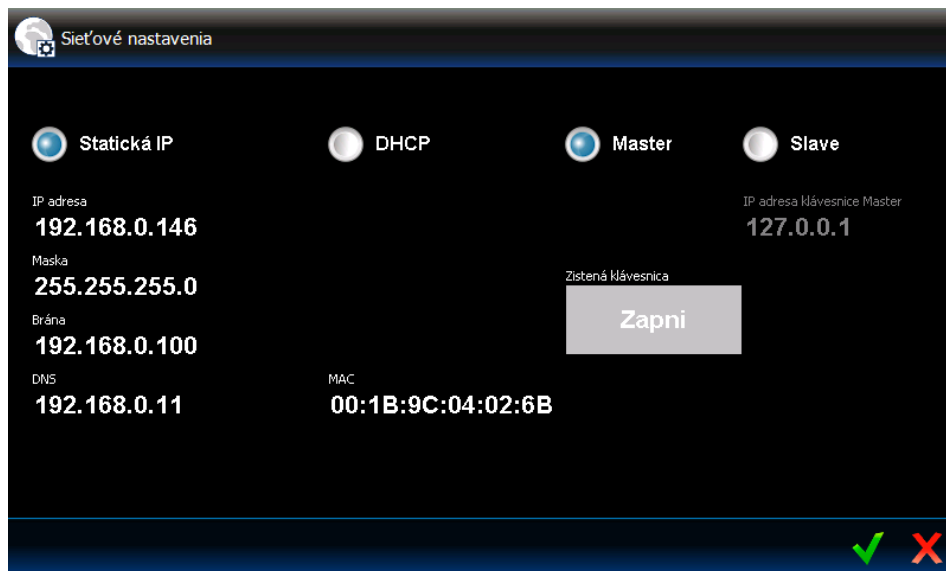 Sieťové nastavenia
Statická IP
DHCP
Master
Slave
IP adresa
192.168.0.146
IP adresa klávesnice Master
127.0.0.1
Maska
255.255.255.0
Zistená klávesnica
Zapni
Brána
192.168.0.100
DNS
192.168.0.11
MAC
00:1B:9C:04:02:6B